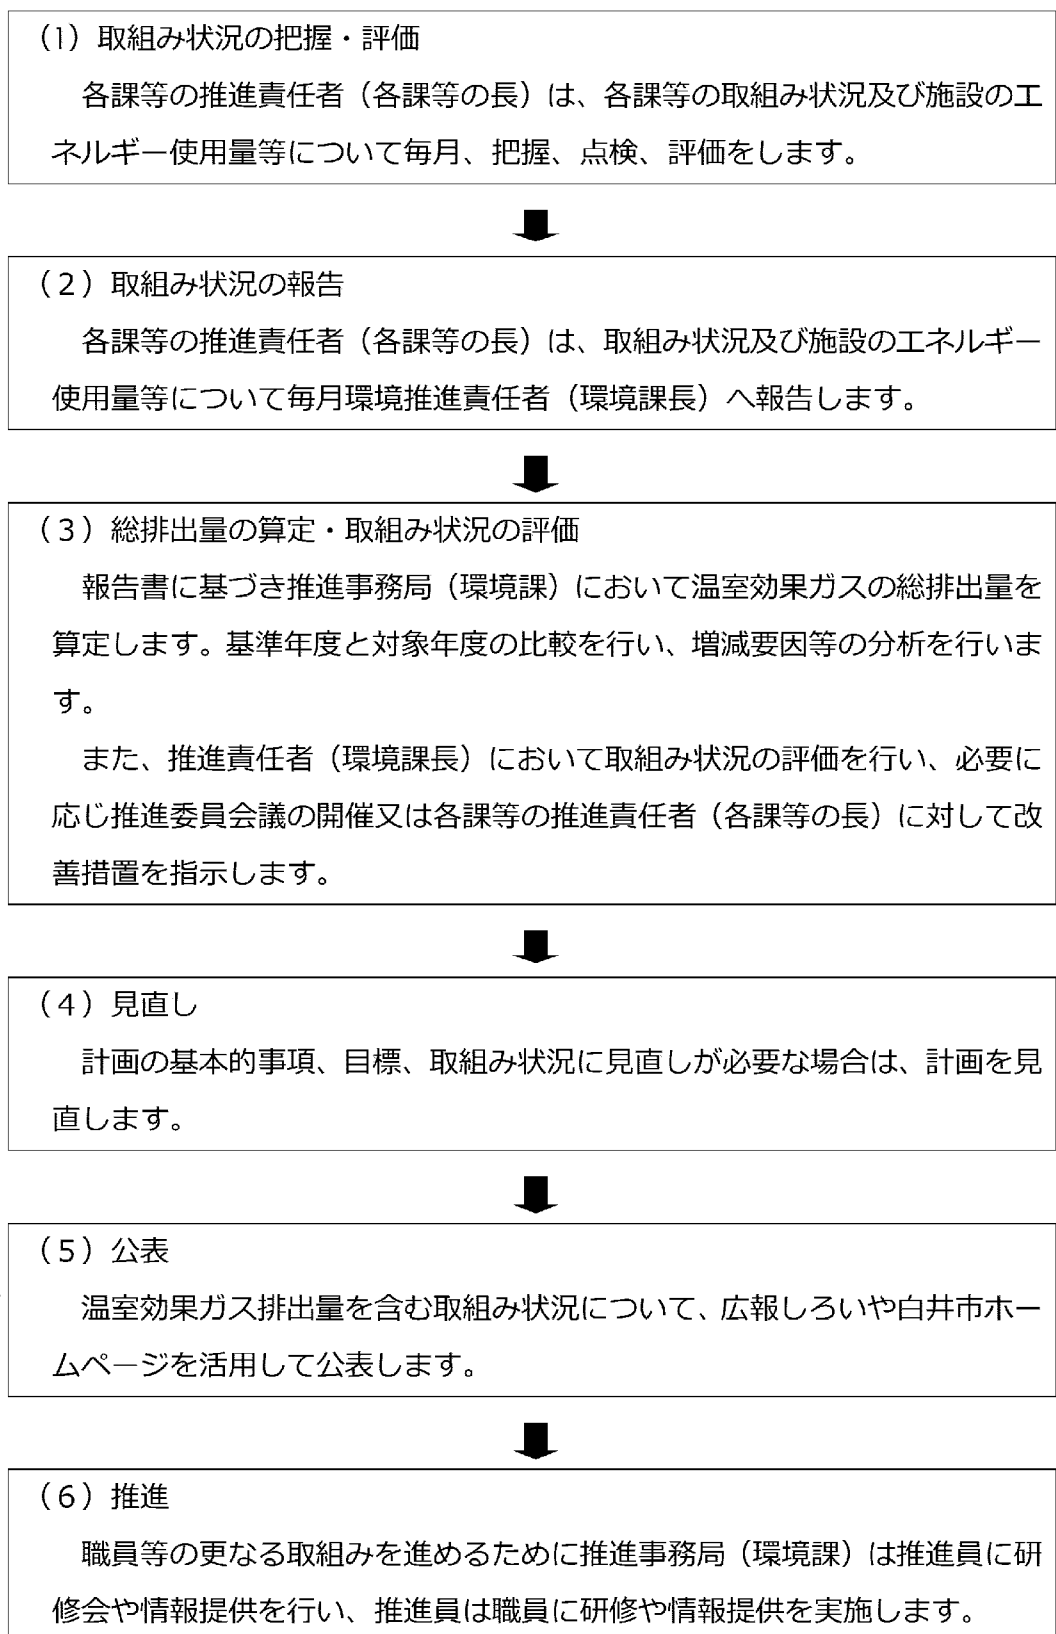 （1）取組み状況の把握・評価
各課等の推進責任者（各課等の長）は、各課等の取組み状況及び施設のエ
ネルギー使用量等について毎月、把握、点検、評価をします。
（２）取組み状況の報告
各課等の推進責任者（各課等の長）は、取組み状況及び施設のエネルギー
使用量等について毎月環境推進責任者（環境課長）へ報告します。
（３）総排出量の算定・取組み状況の評価
報告書に基づき推進事務局（環境課）において温室効果ガスの総排出量を
算定します。基準年度と対象年度の比較を行い、増減要因等の分析を行いま
す。
また、推進責任者（環境課長）において取組み状況の評価を行い、必要に
応じ推進委員会議の開催又は各課等の推進責任者（各課等の長）に対して改
善措置を指示します。
（４）見直し
計画の基本的事項、目標、取組み状況に見直しが必要な場合は、計画を見
直します。
（５）公表
温室効果ガス排出量を含む取組み状況について、広報しろいや白井市ホー
ムページを活用して公表します。
（６）推進
職員等の更なる取組みを進めるために推進事務局（環境課）は推進員に研
修会や情報提供を行い、推進員は職員に研修や情報提供を実施します。